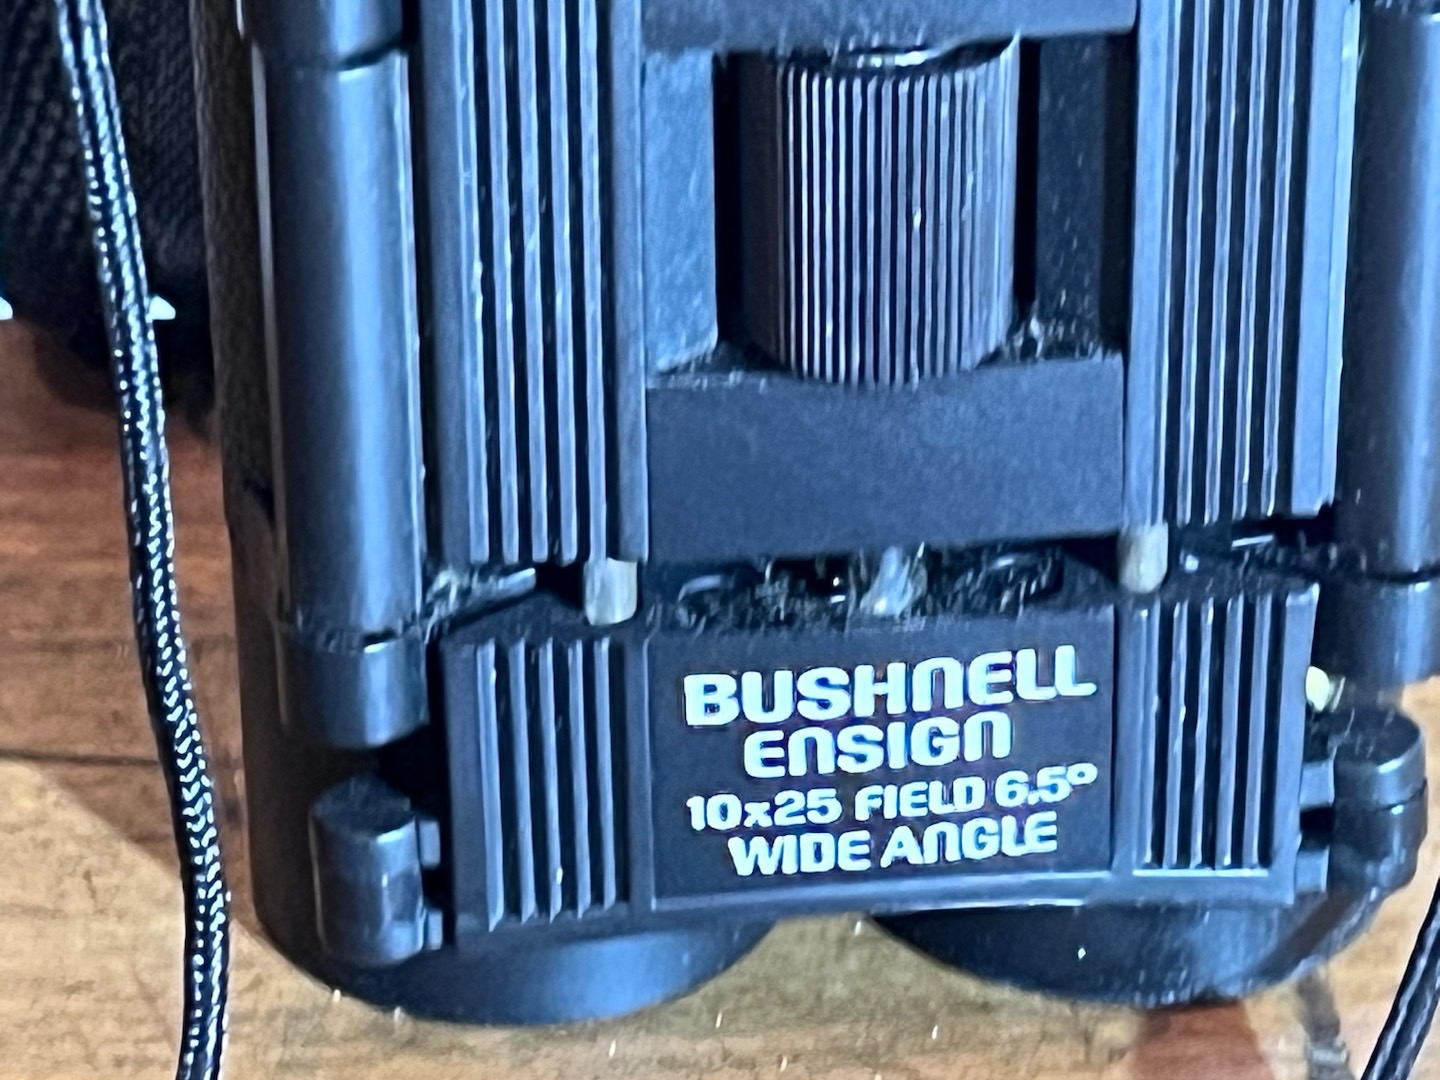 BUSHNELL
ENSIGN
10x25 FIELD 6.5°
WIDE ANGLE